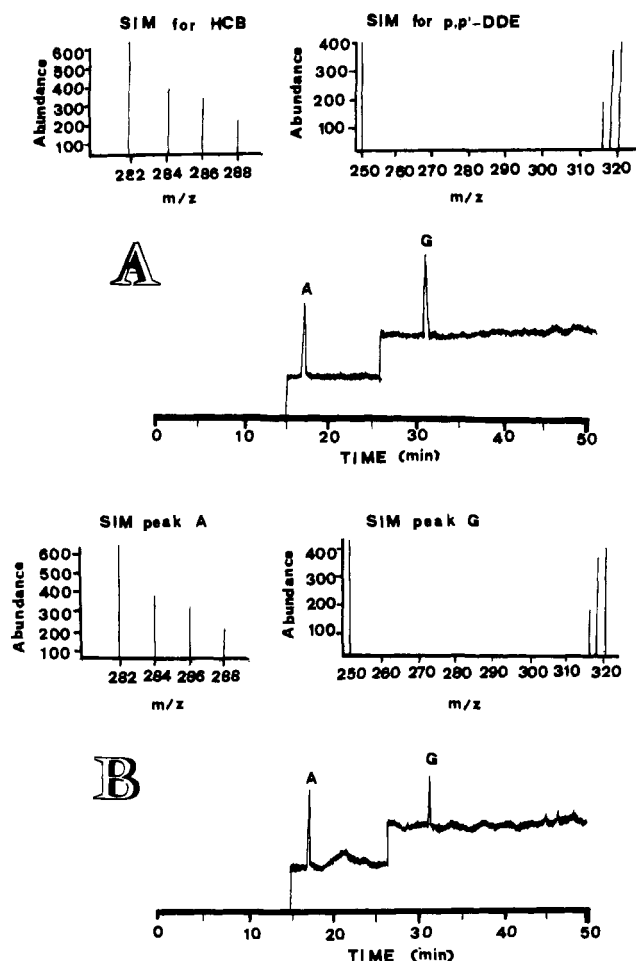 SIM for HCB
SIM for p,p'-DDE
Abundance
600
500
400
300
200
100
282 284 286 288
m/z
Abundance
400
300
200
100
250 260 270 280 290 300 310 320
m/z
A
A
G
0 10 20 30 40 50
TIME (min)
SIM peak A
SIM peak G
Abundance
600
500
400
300
200
100
282 284 286 288
m/z
Abundance
400
300
200
100
250 260 270 280 290 300 310 320
m/z
B
A
G
0 10 20 30 40 50
TIME (min)